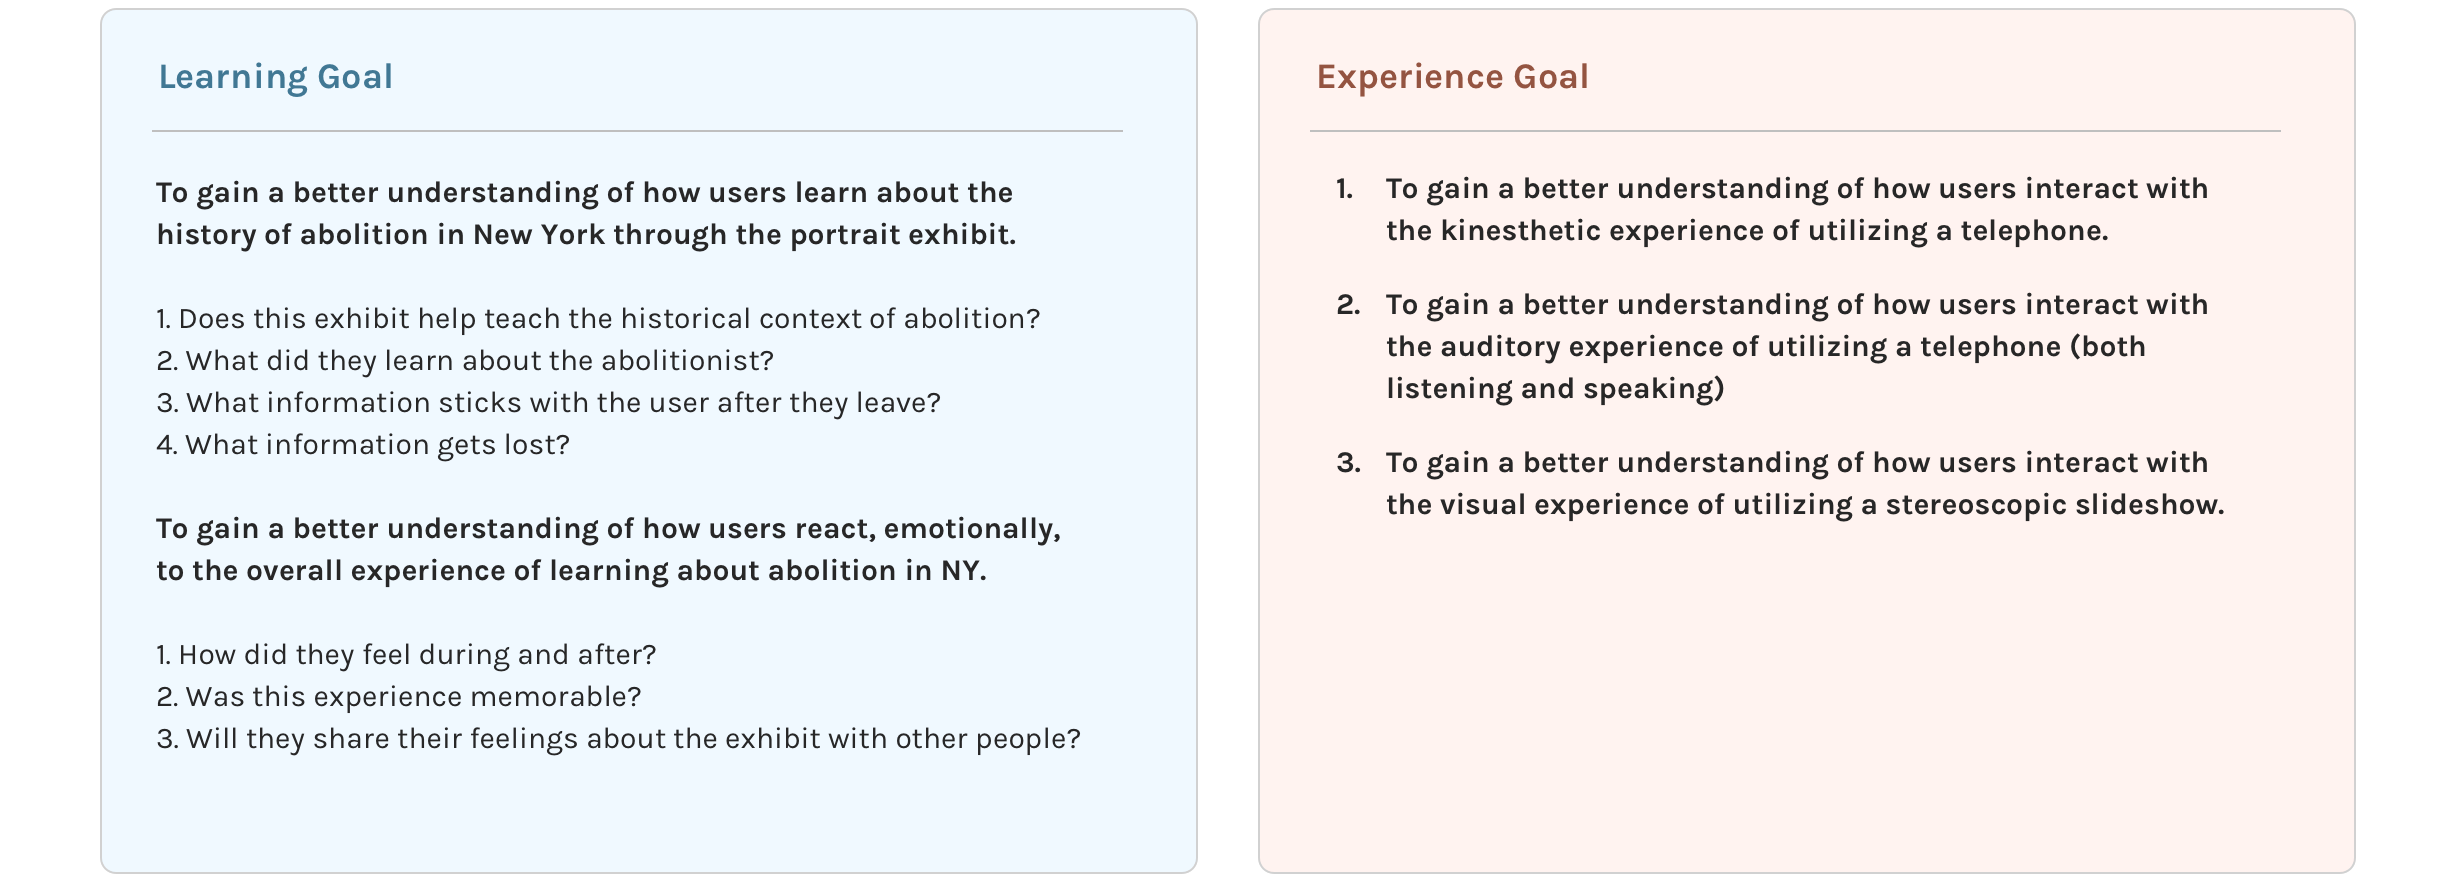 Learning Goal
To gain a better understanding of how users learn about the
history of abolition in New York through the portrait exhibit.
1. Does this exhibit help teach the historical context of abolition?
2. What did they learn about the abolitionist?
3. What information sticks with the user after they leave?
4. What information gets lost?
To gain a better understanding of how users react, emotionally,
to the overall experience of learning about abolition in NY.
1. How did they feel during and after?
2. Was this experience memorable?
3. Will they share their feelings about the exhibit with other people?
Experience Goal
1. To gain a better understanding of how users interact with
the kinesthetic experience of utilizing a telephone.
2. To gain a better understanding of how users interact with
the auditory experience of utilizing a telephone (both
listening and speaking)
3. To gain a better understanding of how users interact with
the visual experience of utilizing a stereoscopic slideshow.